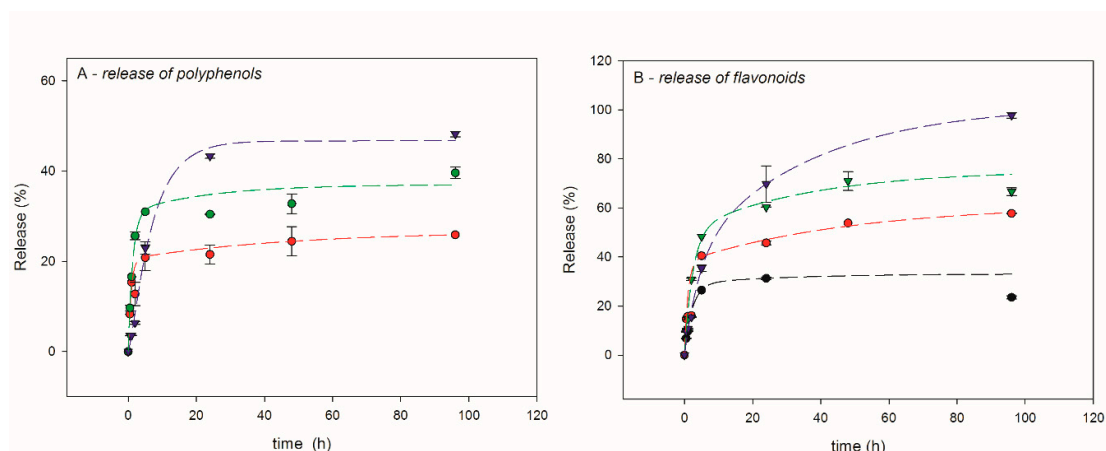 A - release of polyphenols
60
40
20
0
Release (%)
0 20 40 60 80 100 120
time (h)
B - release of flavonoids
120
100
80
60
40
20
0
Release (%)
0 20 40 60 80 100 120
time (h)